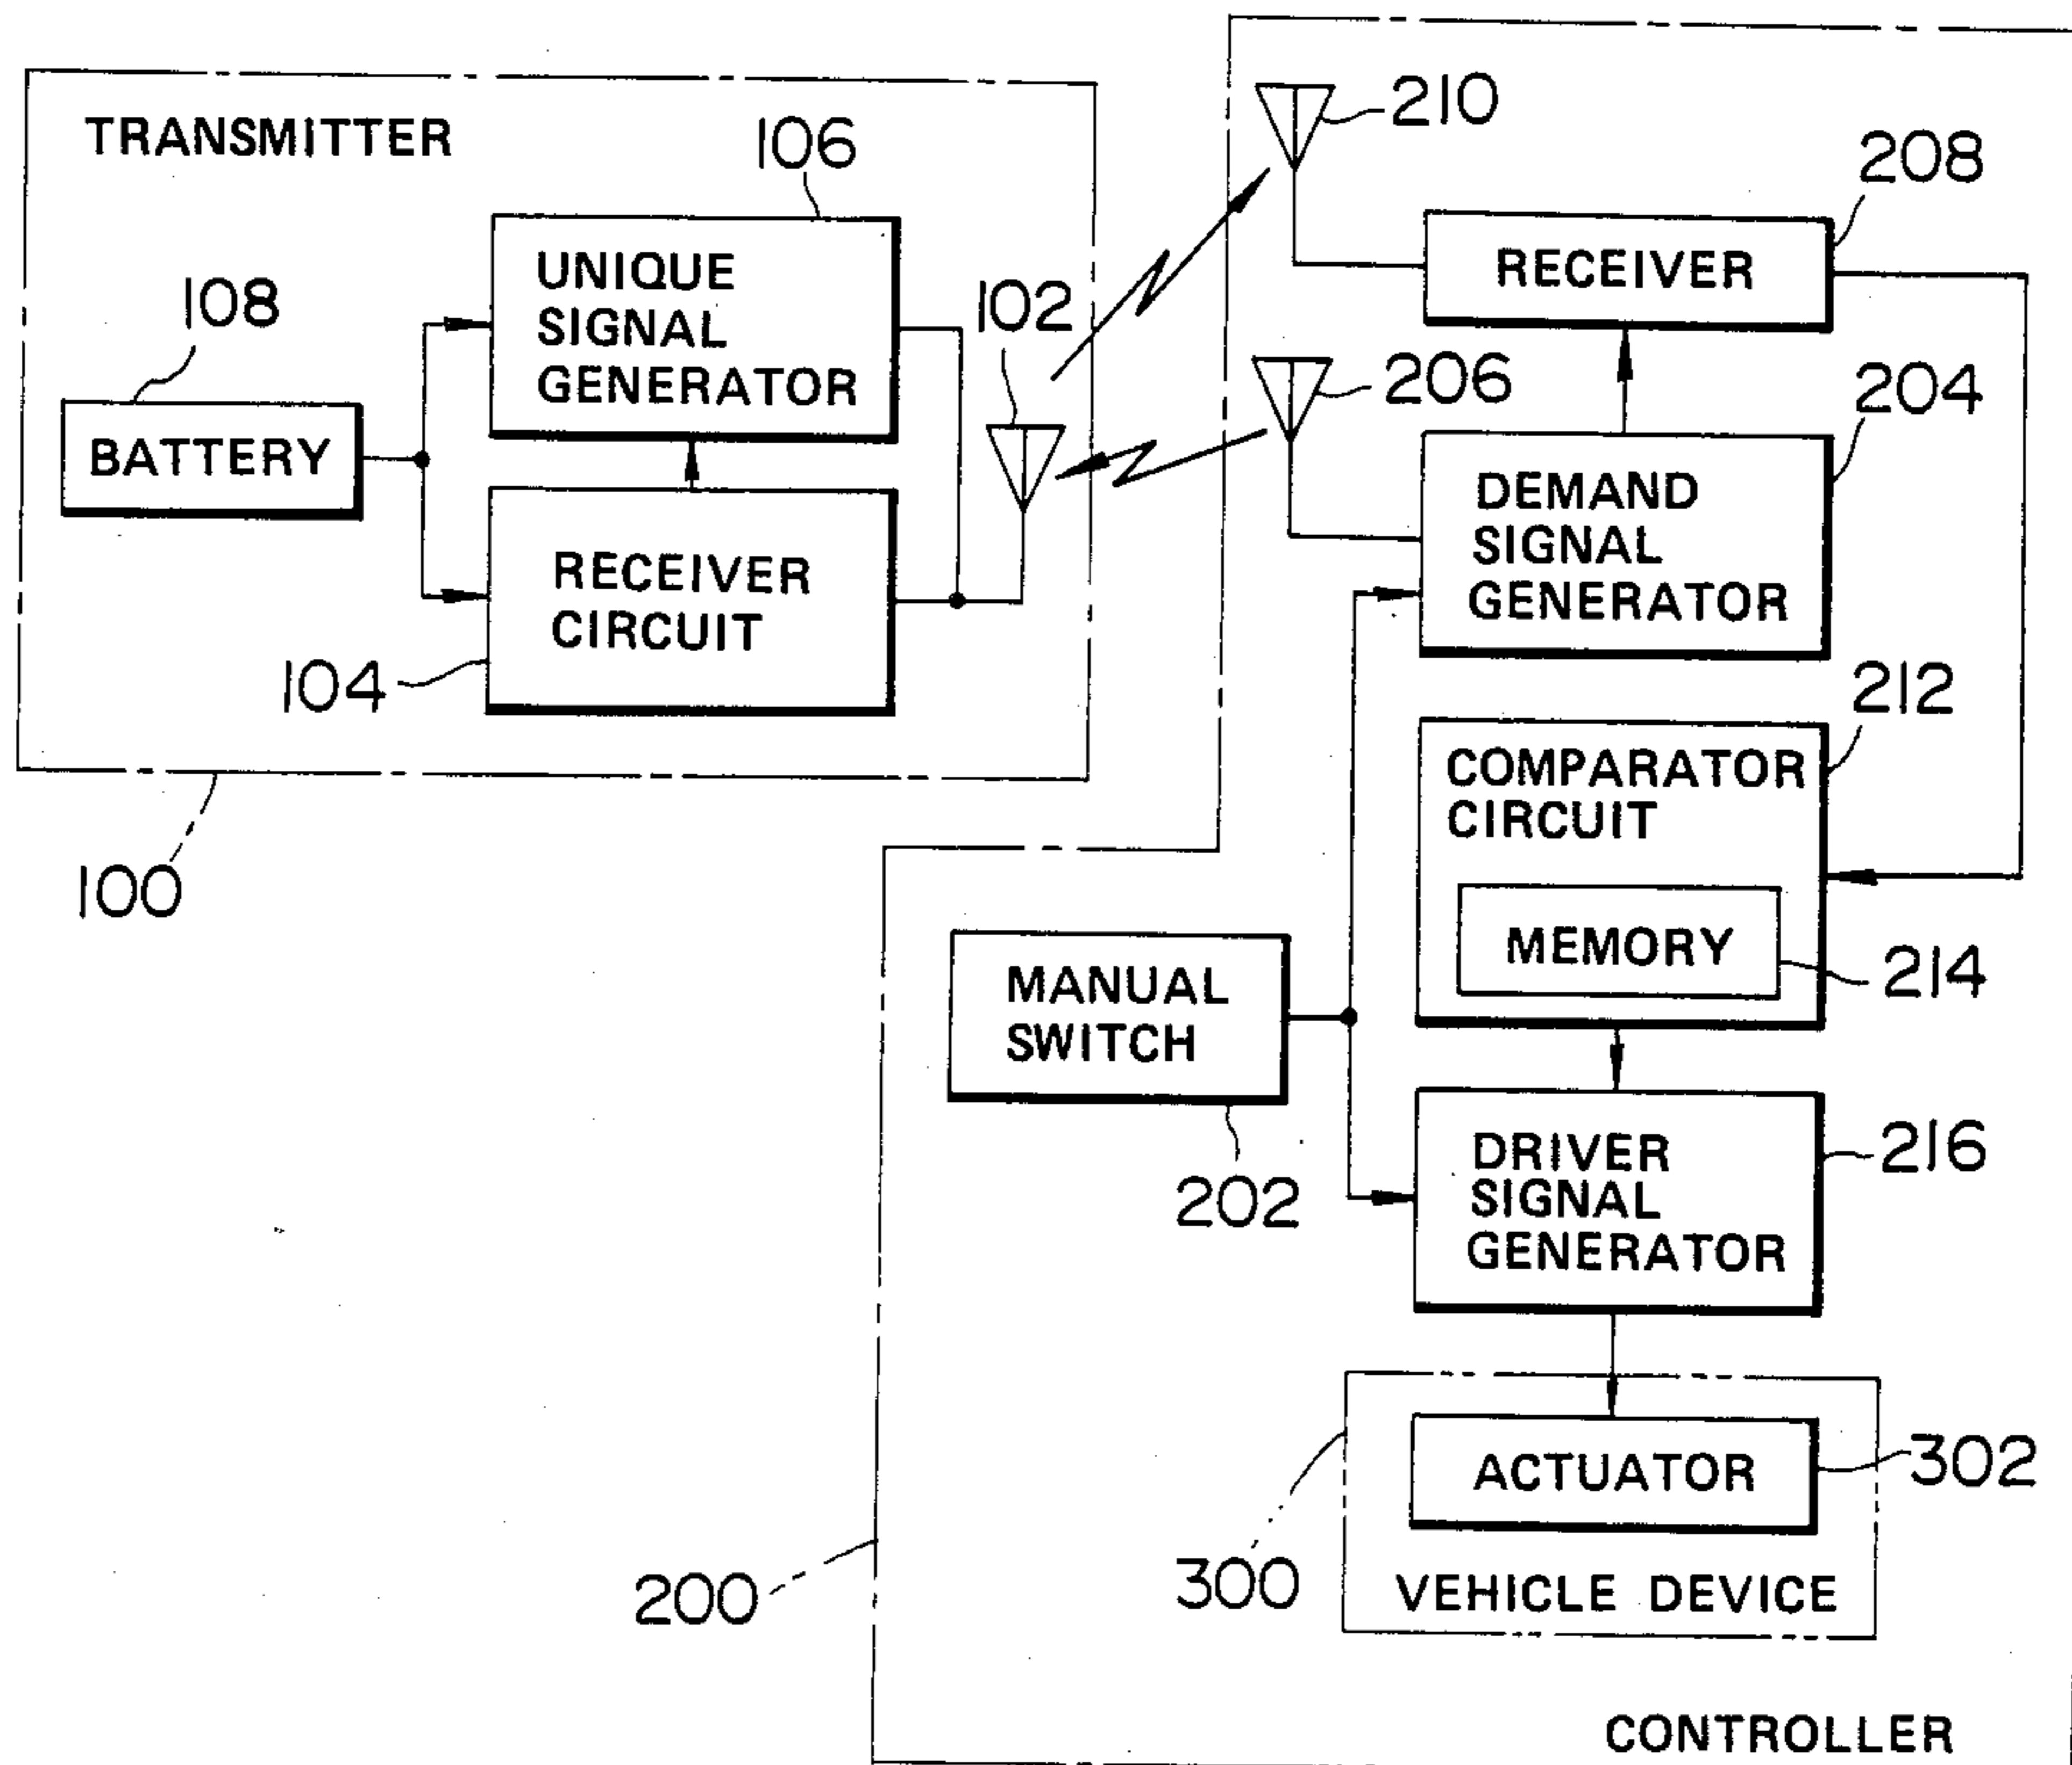 TRANSMITTER
106
UNIQUE
SIGNAL
GENERATOR
108
BATTERY
102
RECEIVER
CIRCUIT
104
100
210
208
RECEIVER
206
204
DEMAND
SIGNAL
GENERATOR
212
COMPARATOR
CIRCUIT
MEMORY
214
MANUAL
SWITCH
202
DRIVER
SIGNAL
GENERATOR
216
ACTUATOR
302
300
VEHICLE DEVICE
200
CONTROLLER